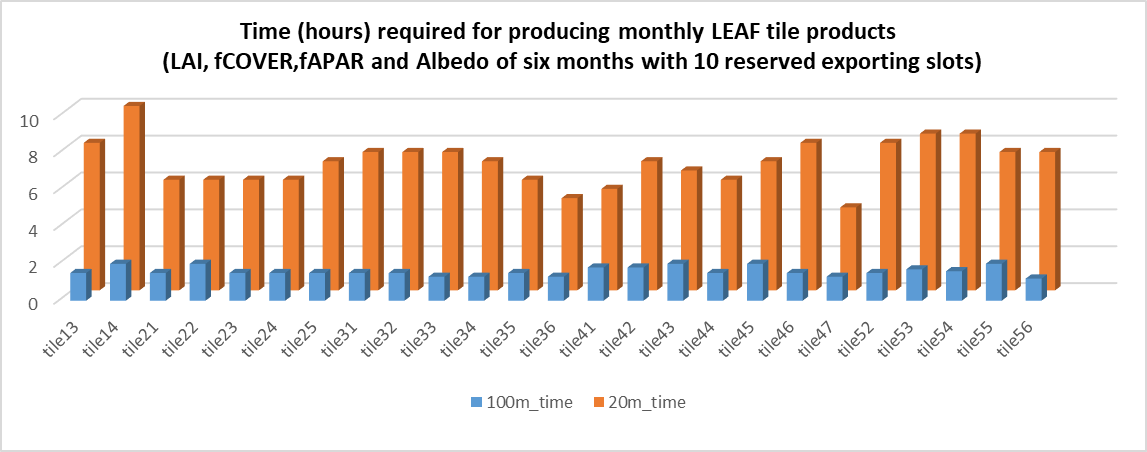 Time (hours) required for producing monthly LEAF tile products
(LAI, fCOVER,fAPAR and Albedo of six months with 10 reserved exporting slots)
10
8
6
4
2
0
tile13
tile14
tile21
tile22
tile23
tile24
tile25
tile31
tile32
tile33
tile34
tile35
tile36
tile41
tile42
tile43
tile44
tile45
tile46
tile47
tile52
tile53
tile54
tile55
tile56
100m_time
20m_time